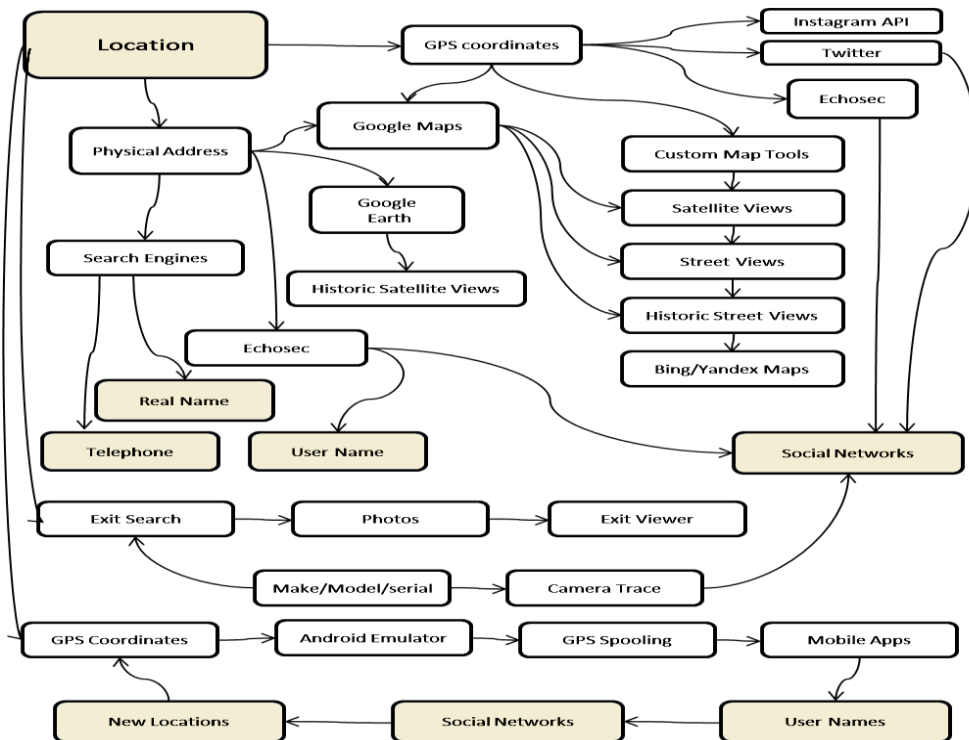 Location
GPS coordinates
Instagram API
Twitter
Echosec
Physical Address
Google Maps
Custom Map Tools
Google
Earth
Satellite Views
Search Engines
Street Views
Historic Satellite Views
Historic Street Views
Echosec
Bing/Yandex Maps
Real Name
Telephone
User Name
Social Networks
Exit Search
Photos
Exit Viewer
Make/Model/serial
Camera Trace
GPS Coordinates
Android Emulator
GPS Spooling
Mobile Apps
New Locations
Social Networks
User Names